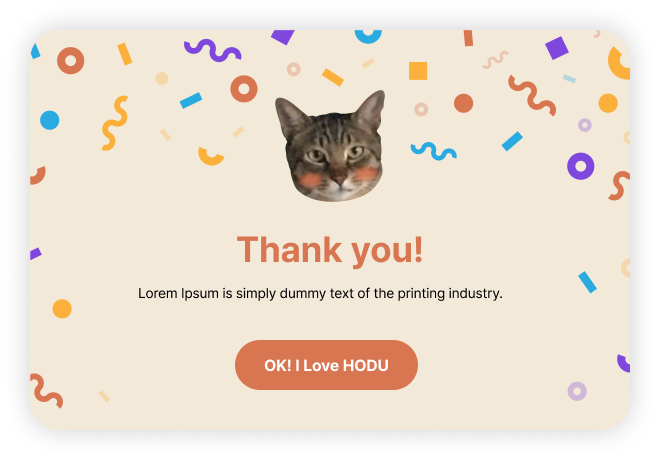 Thank you!
Lorem Ipsum is simply dummy text of the printing industry.
OK! I Love HODU